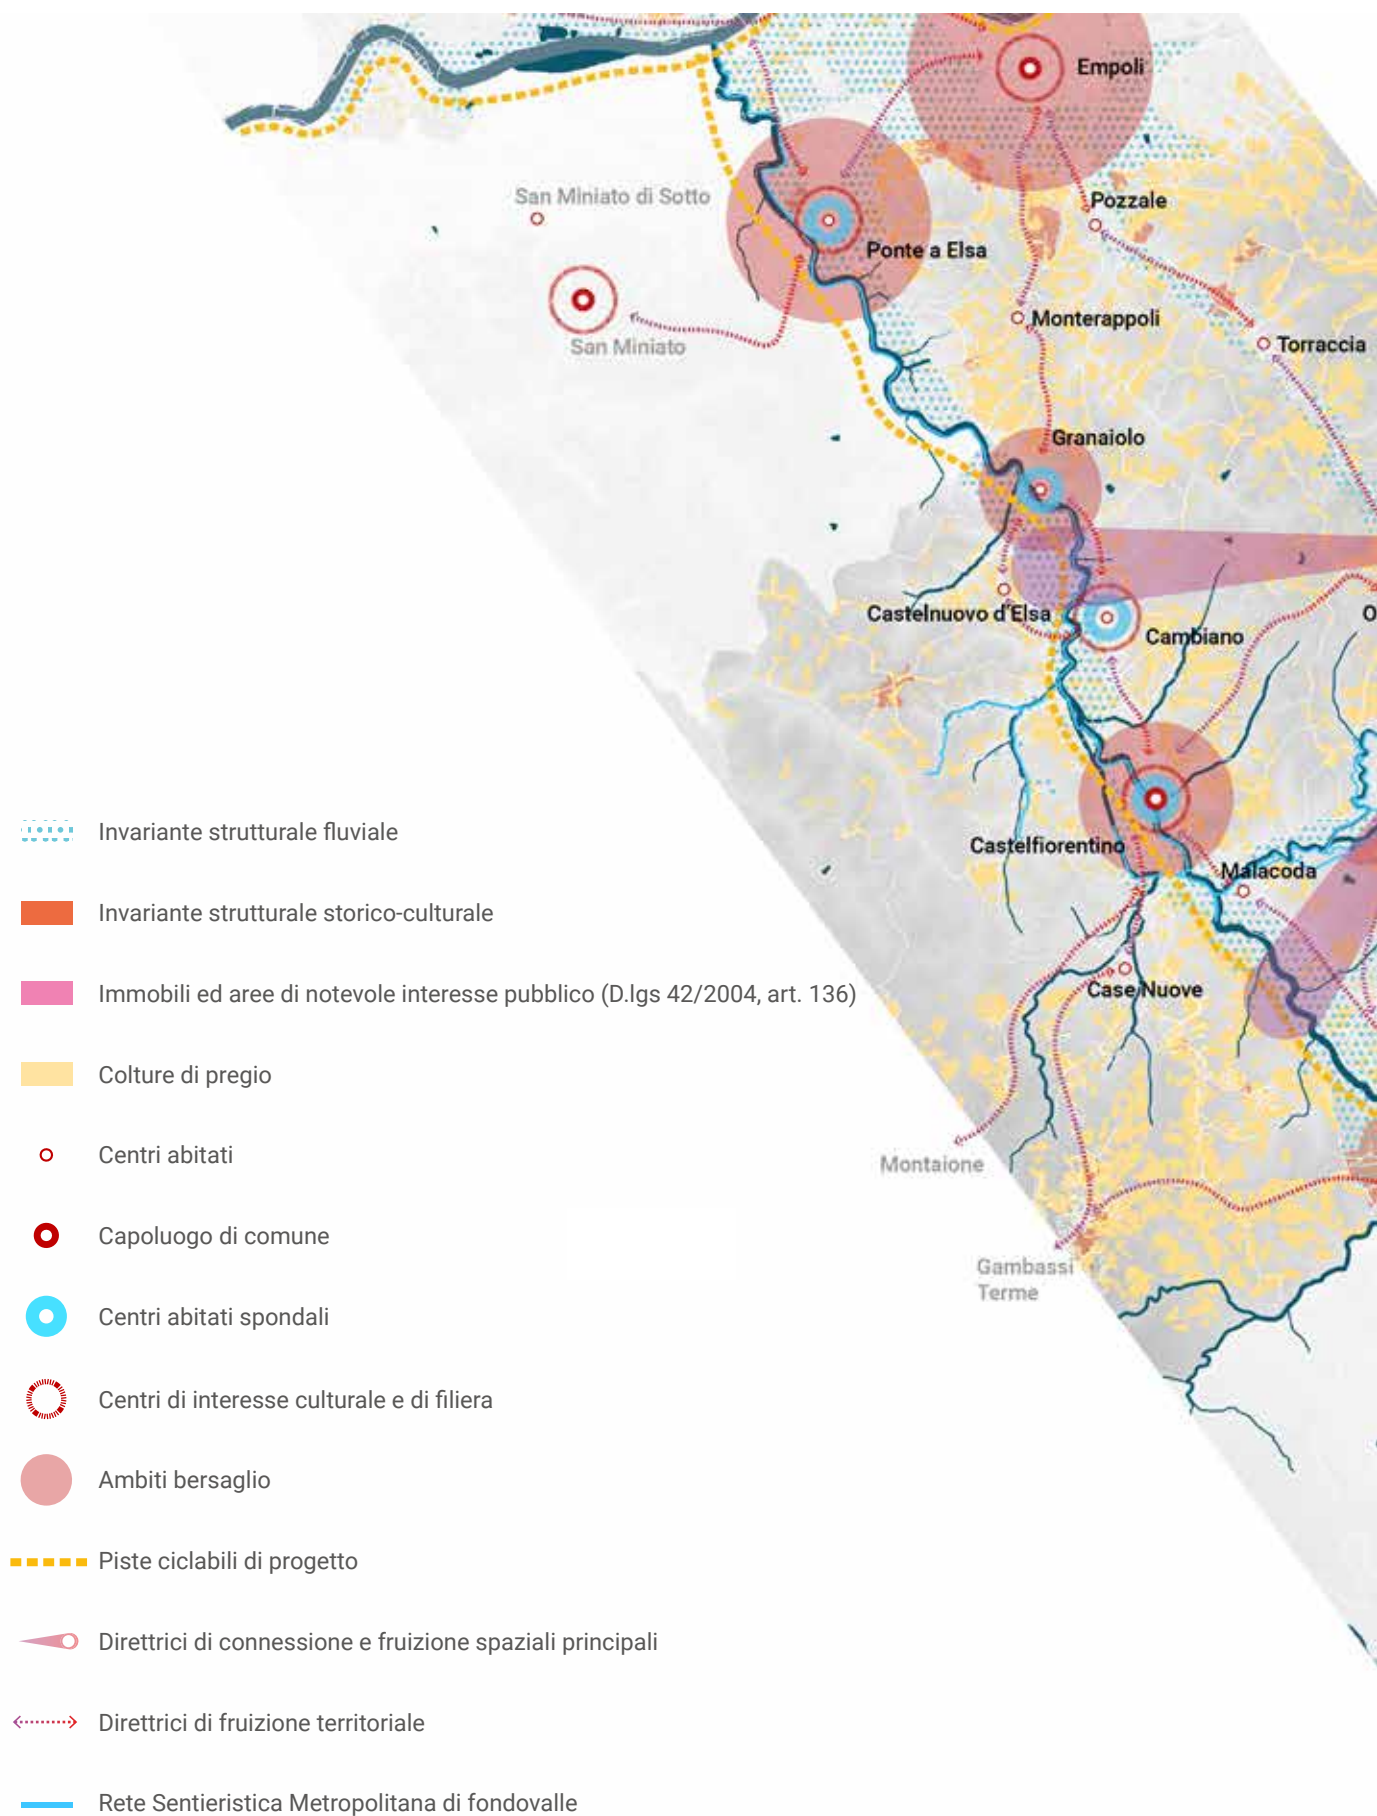 Empoli
San Miniato di Sotto
Pozzale
Ponte a Elsa
Monterappoli
San Miniato
Torraccia
Granaiolo
Castelnuovo d'Elsa
O
Cambiano
Castelfiorentino
Malacoda
Case Nuove
Montaione
Gambassi
Terme
Invariante strutturale fluviale
Invariante strutturale storico-culturale
Immobili ed aree di notevole interesse pubblico (D.lgs 42/2004, art. 136)
Colture di pregio
Centri abitati
Capoluogo di comune
Centri abitati spondali
Centri di interesse culturale e di filiera
Ambiti bersaglio
Piste ciclabili di progetto
Direttrici di connessione e fruizione spaziali principali
Direttrici di fruizione territoriale
Rete Sentieristica Metropolitana di fondovalle